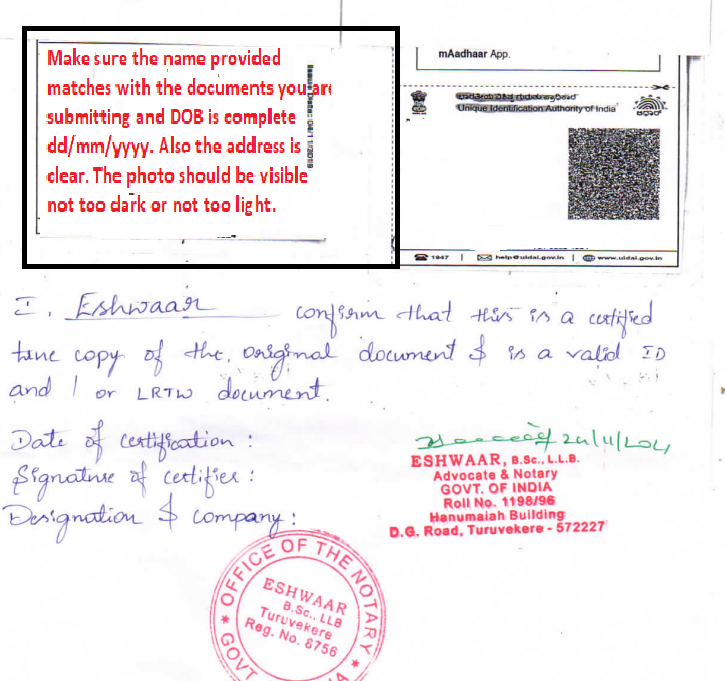 Make sure the name provided
matches with the documents you are
submitting and DOB is complete
dd/mm/yyyy. Also the address is
clear. The photo should be visible
not too dark or not too light.
mAadhaar App.
Unique Identification Authority of India
1947 | help@uidai.gov.in | www.uidai.gov.in
I, Eshwaar confirm that this is a certified
true copy of the original document & is a valid ID
and / or LRTW document.
Date of certification :
Signature of certifier :
Designation & company :
ESHWAAR, B.Sc., L.L.B.
Advocate & Notary
GOVT. OF INDIA
Roll No. 1198/96
Hanumaiah Building
D.G. Road, Turuvekere - 572227
OFFICE OF THE NOTARY
ESHWAAR
B.Sc., LLB
Turuvekere
Reg. No. 8756
GOVT